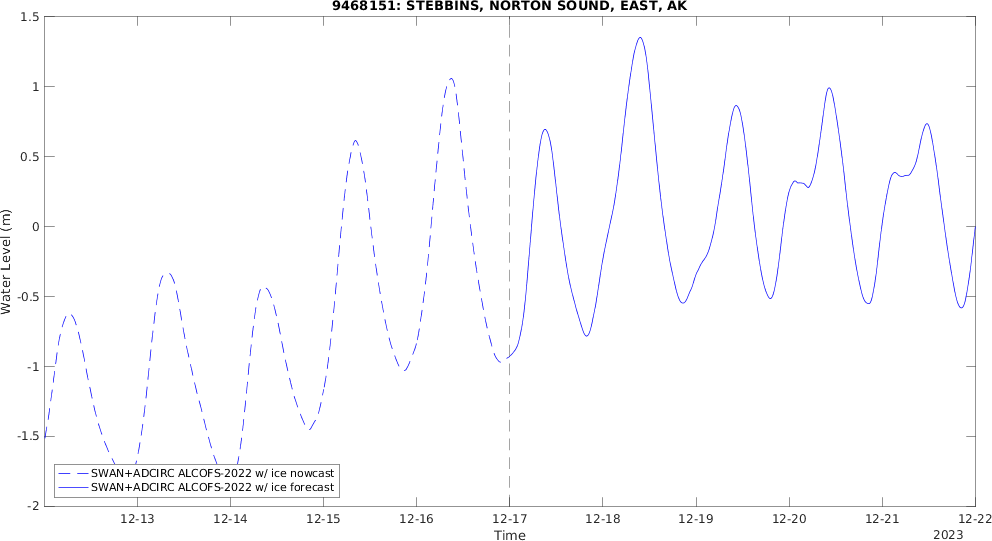 9468151: STEBBINS, NORTON SOUND, EAST, AK
1.5
1
0.5
0
-0.5
-1
-1.5
-2
Water Level (m)
SWAN+ADCIRC ALCOFS-2022 w/ ice nowcast
SWAN+ADCIRC ALCOFS-2022 w/ ice forecast
12-13 12-14 12-15 12-16 12-17 12-18 12-19 12-20 12-21 12-22
Time
2023